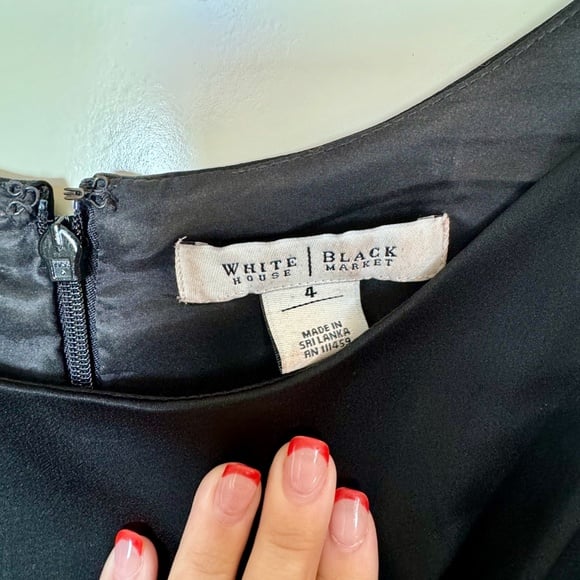 WHITE | BLACK
HOUSE | MARKET
4
MADE IN
SRI LANKA
RN 111459